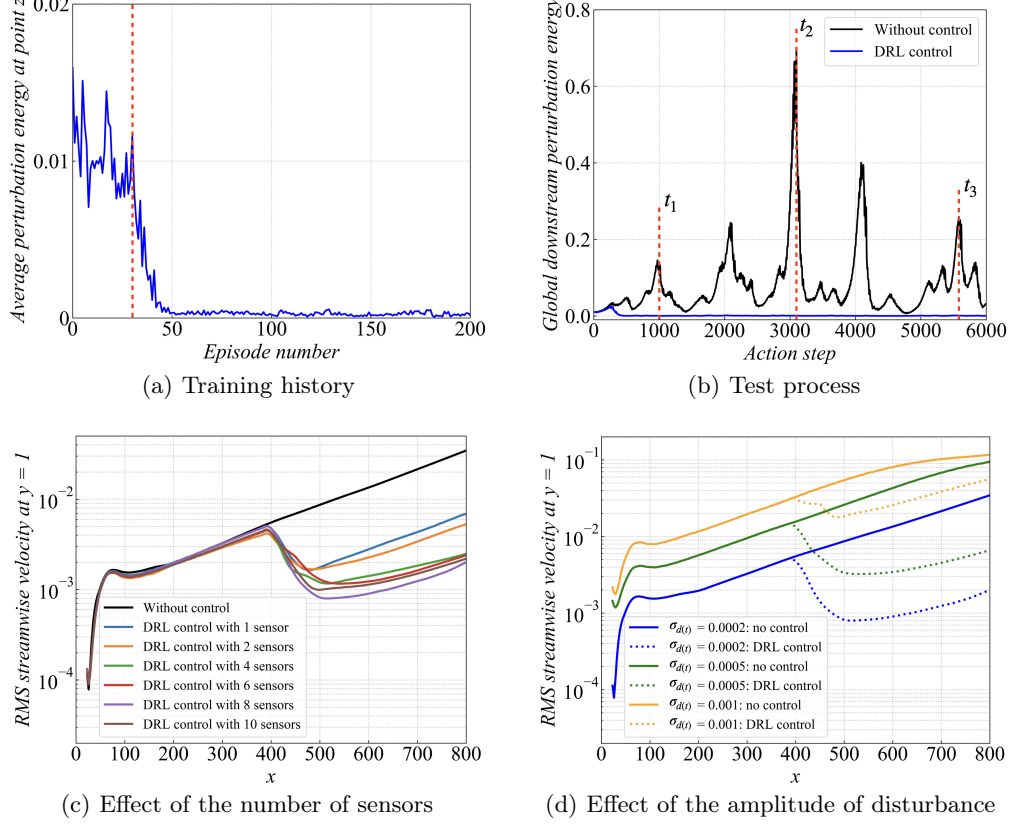 Average perturbation energy at point z
0.02
0.01
0
0
50
100
150
200
Episode number
(a) Training history
Global downstream perturbation energy
0.8
0.6
0.4
0.2
0.0
0
1000
2000
3000
4000
5000
6000
Action step
t1
t2
t3
Without control
DRL control
(b) Test process
RMS streamwise velocity at y = 1
10⁻²
10⁻³
10⁻⁴
Without control
DRL control with 1 sensor
DRL control with 2 sensors
DRL control with 4 sensors
DRL control with 6 sensors
DRL control with 8 sensors
DRL control with 10 sensors
0
100
200
300
400
500
600
700
800
x
(c) Effect of the number of sensors
RMS streamwise velocity at y = 1
10⁻¹
10⁻²
10⁻³
10⁻⁴
σd(t) = 0.0002: no control
σd(t) = 0.0002: DRL control
σd(t) = 0.0005: no control
σd(t) = 0.0005: DRL control
σd(t) = 0.001: no control
σd(t) = 0.001: DRL control
0
100
200
300
400
500
600
700
800
x
(d) Effect of the amplitude of disturbance